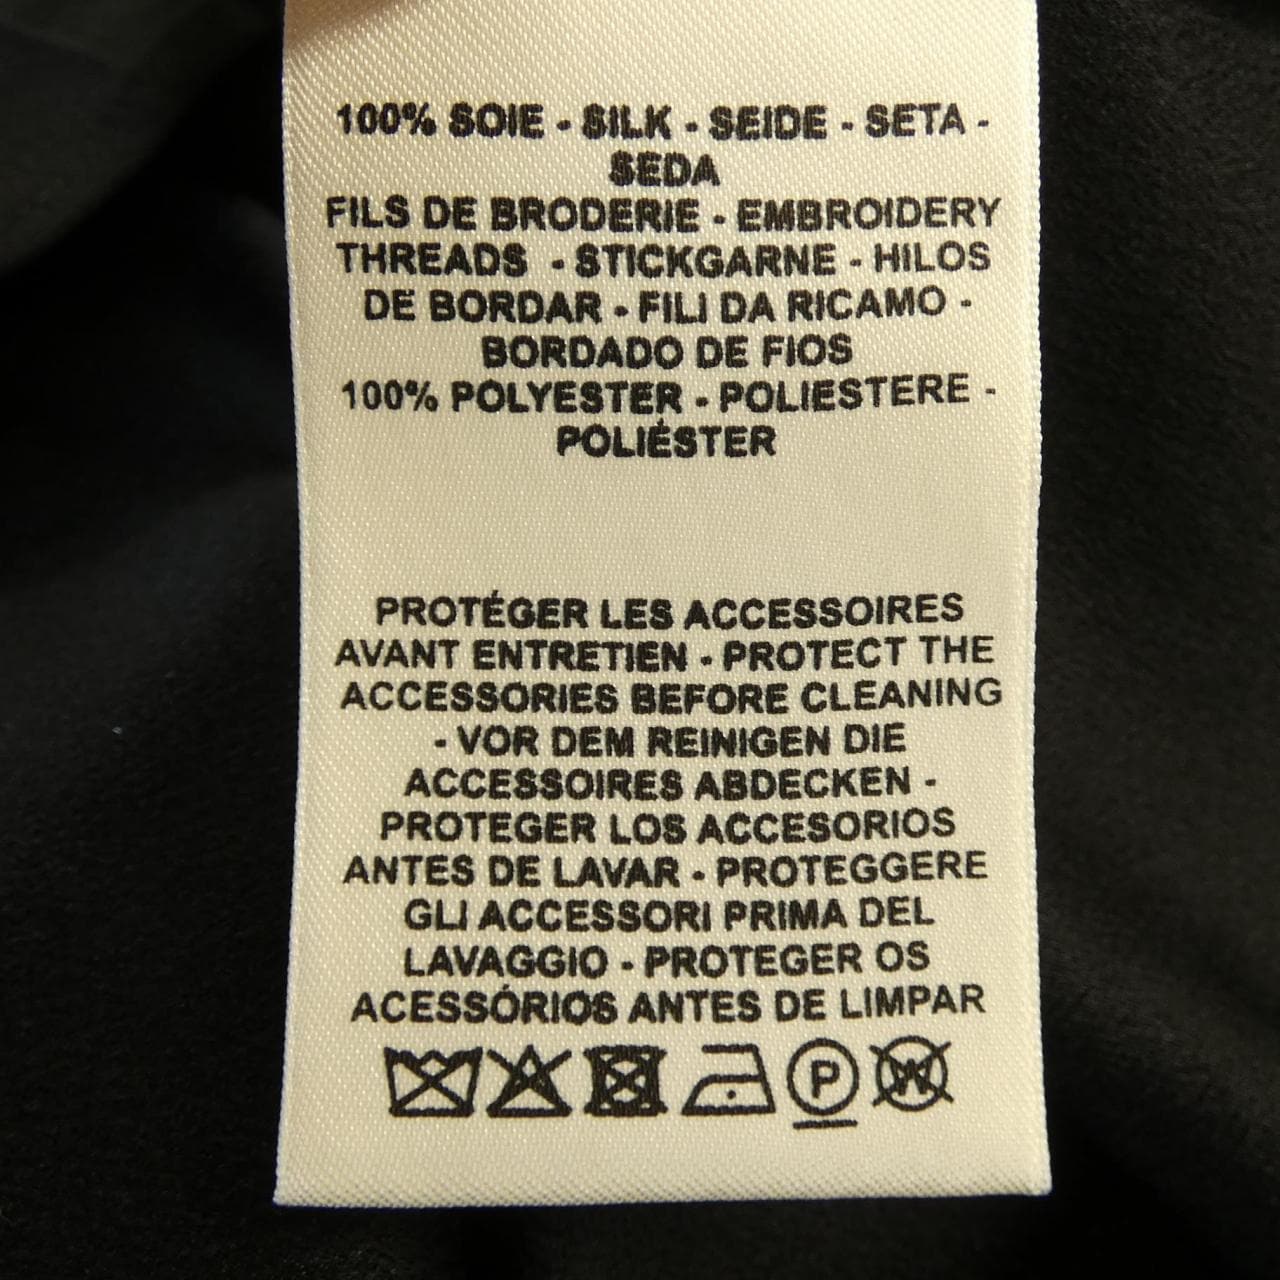 100% SOIE - SILK - SEIDE - SETA -
SEDA
FILS DE BRODERIE - EMBROIDERY
THREADS - STICKGARNE - HILOS
DE BORDAR - FILI DA RICAMO -
BORDADO DE FIOS
100% POLYESTER - POLIESTERE -
POLIÉSTER
PROTÉGER LES ACCESSOIRES
AVANT ENTRETIEN - PROTECT THE
ACCESSORIES BEFORE CLEANING
- VOR DEM REINIGEN DIE
ACCESSOIRES ABDECKEN -
PROTEGER LOS ACCESORIOS
ANTES DE LAVAR - PROTEGGERE
GLI ACCESSORI PRIMA DEL
LAVAGGIO - PROTEGER OS
ACESSÓRIOS ANTES DE LIMPAR
P W